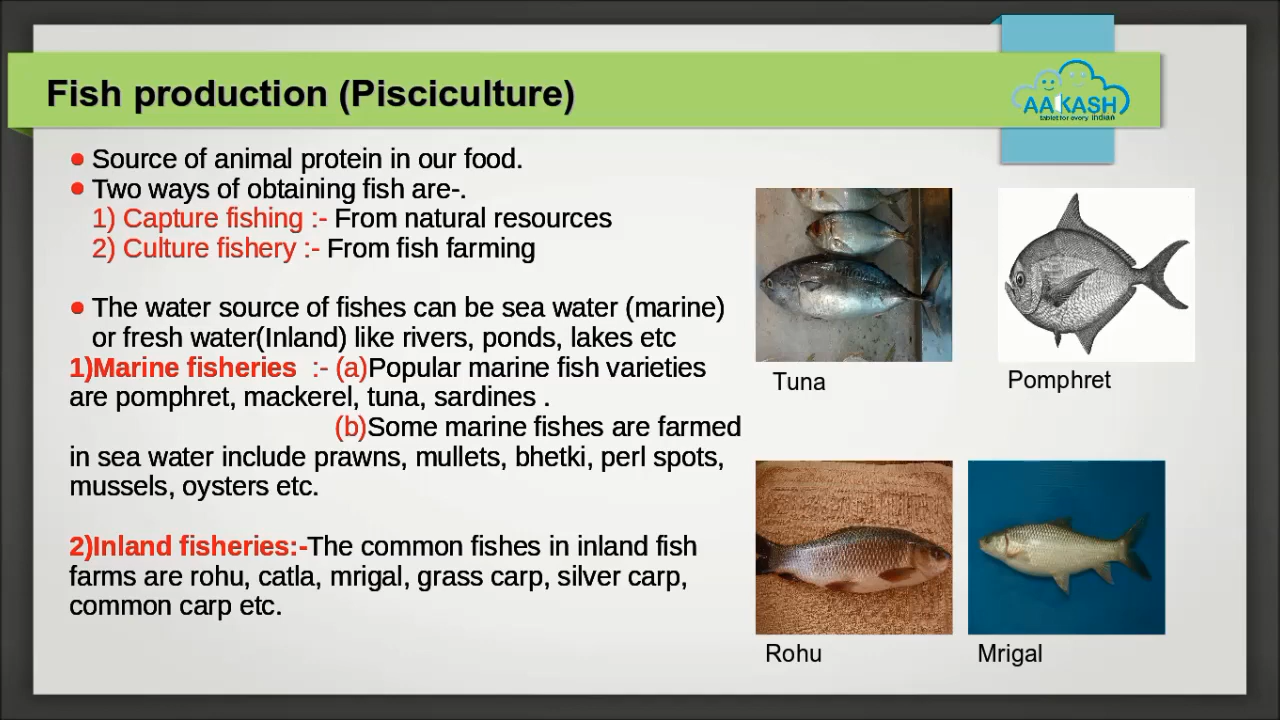 Fish production (Pisciculture)
AAKASH
tablet for every indian
● Source of animal protein in our food.
● Two ways of obtaining fish are-.
1) Capture fishing :- From natural resources
2) Culture fishery :- From fish farming
● The water source of fishes can be sea water (marine)
or fresh water(Inland) like rivers, ponds, lakes etc
1)Marine fisheries :- (a)Popular marine fish varieties
are pomphret, mackerel, tuna, sardines .
(b)Some marine fishes are farmed
in sea water include prawns, mullets, bhetki, perl spots,
mussels, oysters etc.
2)Inland fisheries:-The common fishes in inland fish
farms are rohu, catla, mrigal, grass carp, silver carp,
common carp etc.
Tuna
Pomphret
Rohu
Mrigal